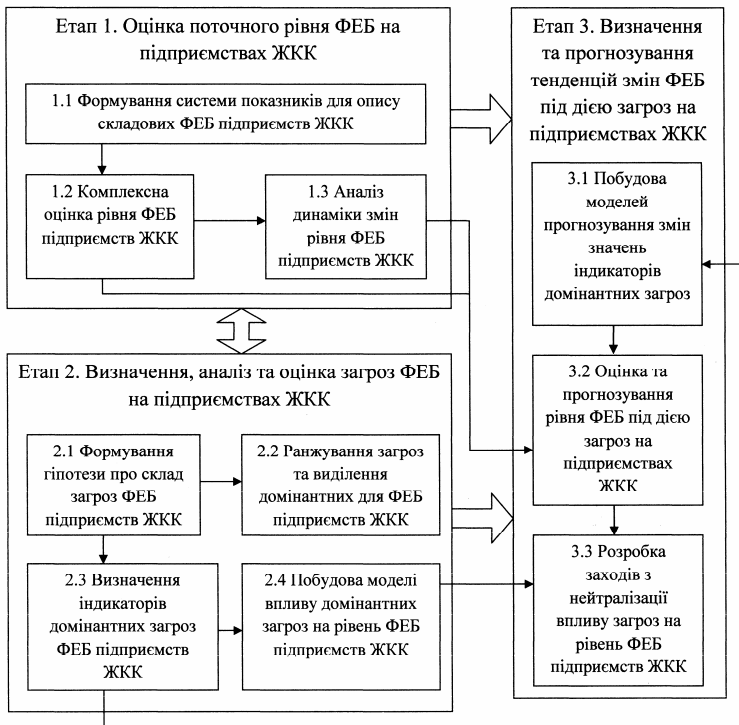 Етап 1. Оцінка поточного рівня ФЕБ на
підприємствах ЖКК
1.1 Формування системи показників для опису
складових ФЕБ підприємств ЖКК
1.2 Комплексна
оцінка рівня ФЕБ
підприємств ЖКК
1.3 Аналіз
динаміки змін
рівня ФЕБ
підприємств ЖКК
Етап 2. Визначення, аналіз та оцінка загроз ФЕБ
на підприємствах ЖКК
2.1 Формування
гіпотези про склад
загроз ФЕБ
підприємств ЖКК
2.2 Ранжування загроз
та виділення
домінантних для ФЕБ
підприємств ЖКК
2.3 Визначення
індикаторів
домінантних загроз
ФЕБ підприємств
ЖКК
2.4 Побудова моделі
впливу домінантних
загроз на рівень ФЕБ
підприємств ЖКК
Етап 3. Визначення
та прогнозування
тенденцій змін ФЕБ
під дією загроз на
підприємствах ЖКК
3.1 Побудова
моделей
прогнозування змін
значень
індикаторів
домінантних загроз
3.2 Оцінка та
прогнозування
рівня ФЕБ під дією
загроз на
підприємствах
ЖКК
3.3 Розробка
заходів з
нейтралізації
впливу загроз на
рівень ФЕБ
підприємств ЖКК